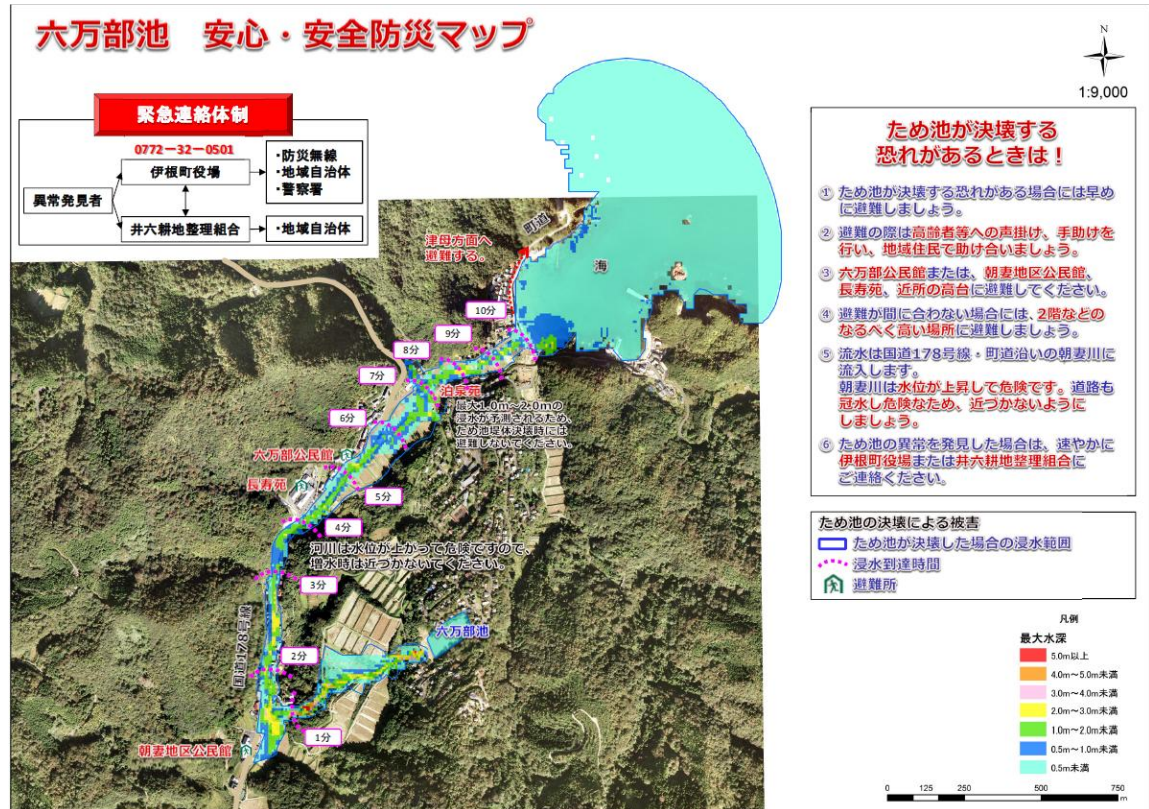 六万部池 安心・安全防災マップ
N
1:9,000
緊急連絡体制
0772－32－0501
異常発見者
伊根町役場
・防災無線
・地域自治体
・警察署
井六耕地整理組合
・地域自治体
ため池が決壊する
恐れがあるときは！
① ため池が決壊する恐れがある場合には早め
に避難しましょう。
② 避難の際は高齢者等への声掛け、手助けを
行い、地域住民で助け合いましょう。
③ 六万部公民館または、朝妻地区公民館、
長寿苑、近所の高台に避難してください。
④ 避難が間に合わない場合には、2階などの
なるべく高い場所に避難しましょう。
⑤ 流水は国道178号線・町道沿いの朝妻川に
流入します。
朝妻川は水位が上昇して危険です。道路も
冠水し危険なため、近づかないように
しましょう。
⑥ ため池の異常を発見した場合は、速やかに
伊根町役場または井六耕地整理組合に
ご連絡ください。
ため池の決壊による被害
ため池が決壊した場合の浸水範囲
浸水到達時間
避難所
凡例
最大水深
5.0m以上
4.0m～5.0m未満
3.0m～4.0m未満
2.0m～3.0m未満
1.0m～2.0m未満
0.5m～1.0m未満
0.5m未満
0 125 250 500 750
m
町道
津母方面へ
避難する。
海
10分
9分
8分
7分
泊泉苑
最大1.0m～2.0mの
浸水が予測されるため、
ため池堤体決壊時には
避難しないでください。
6分
六万部公民館
長寿苑
5分
4分
河川は水位が上がって危険ですので、
増水時は近づかないでください。
3分
国道178号線
六万部池
2分
1分
朝妻地区公民館